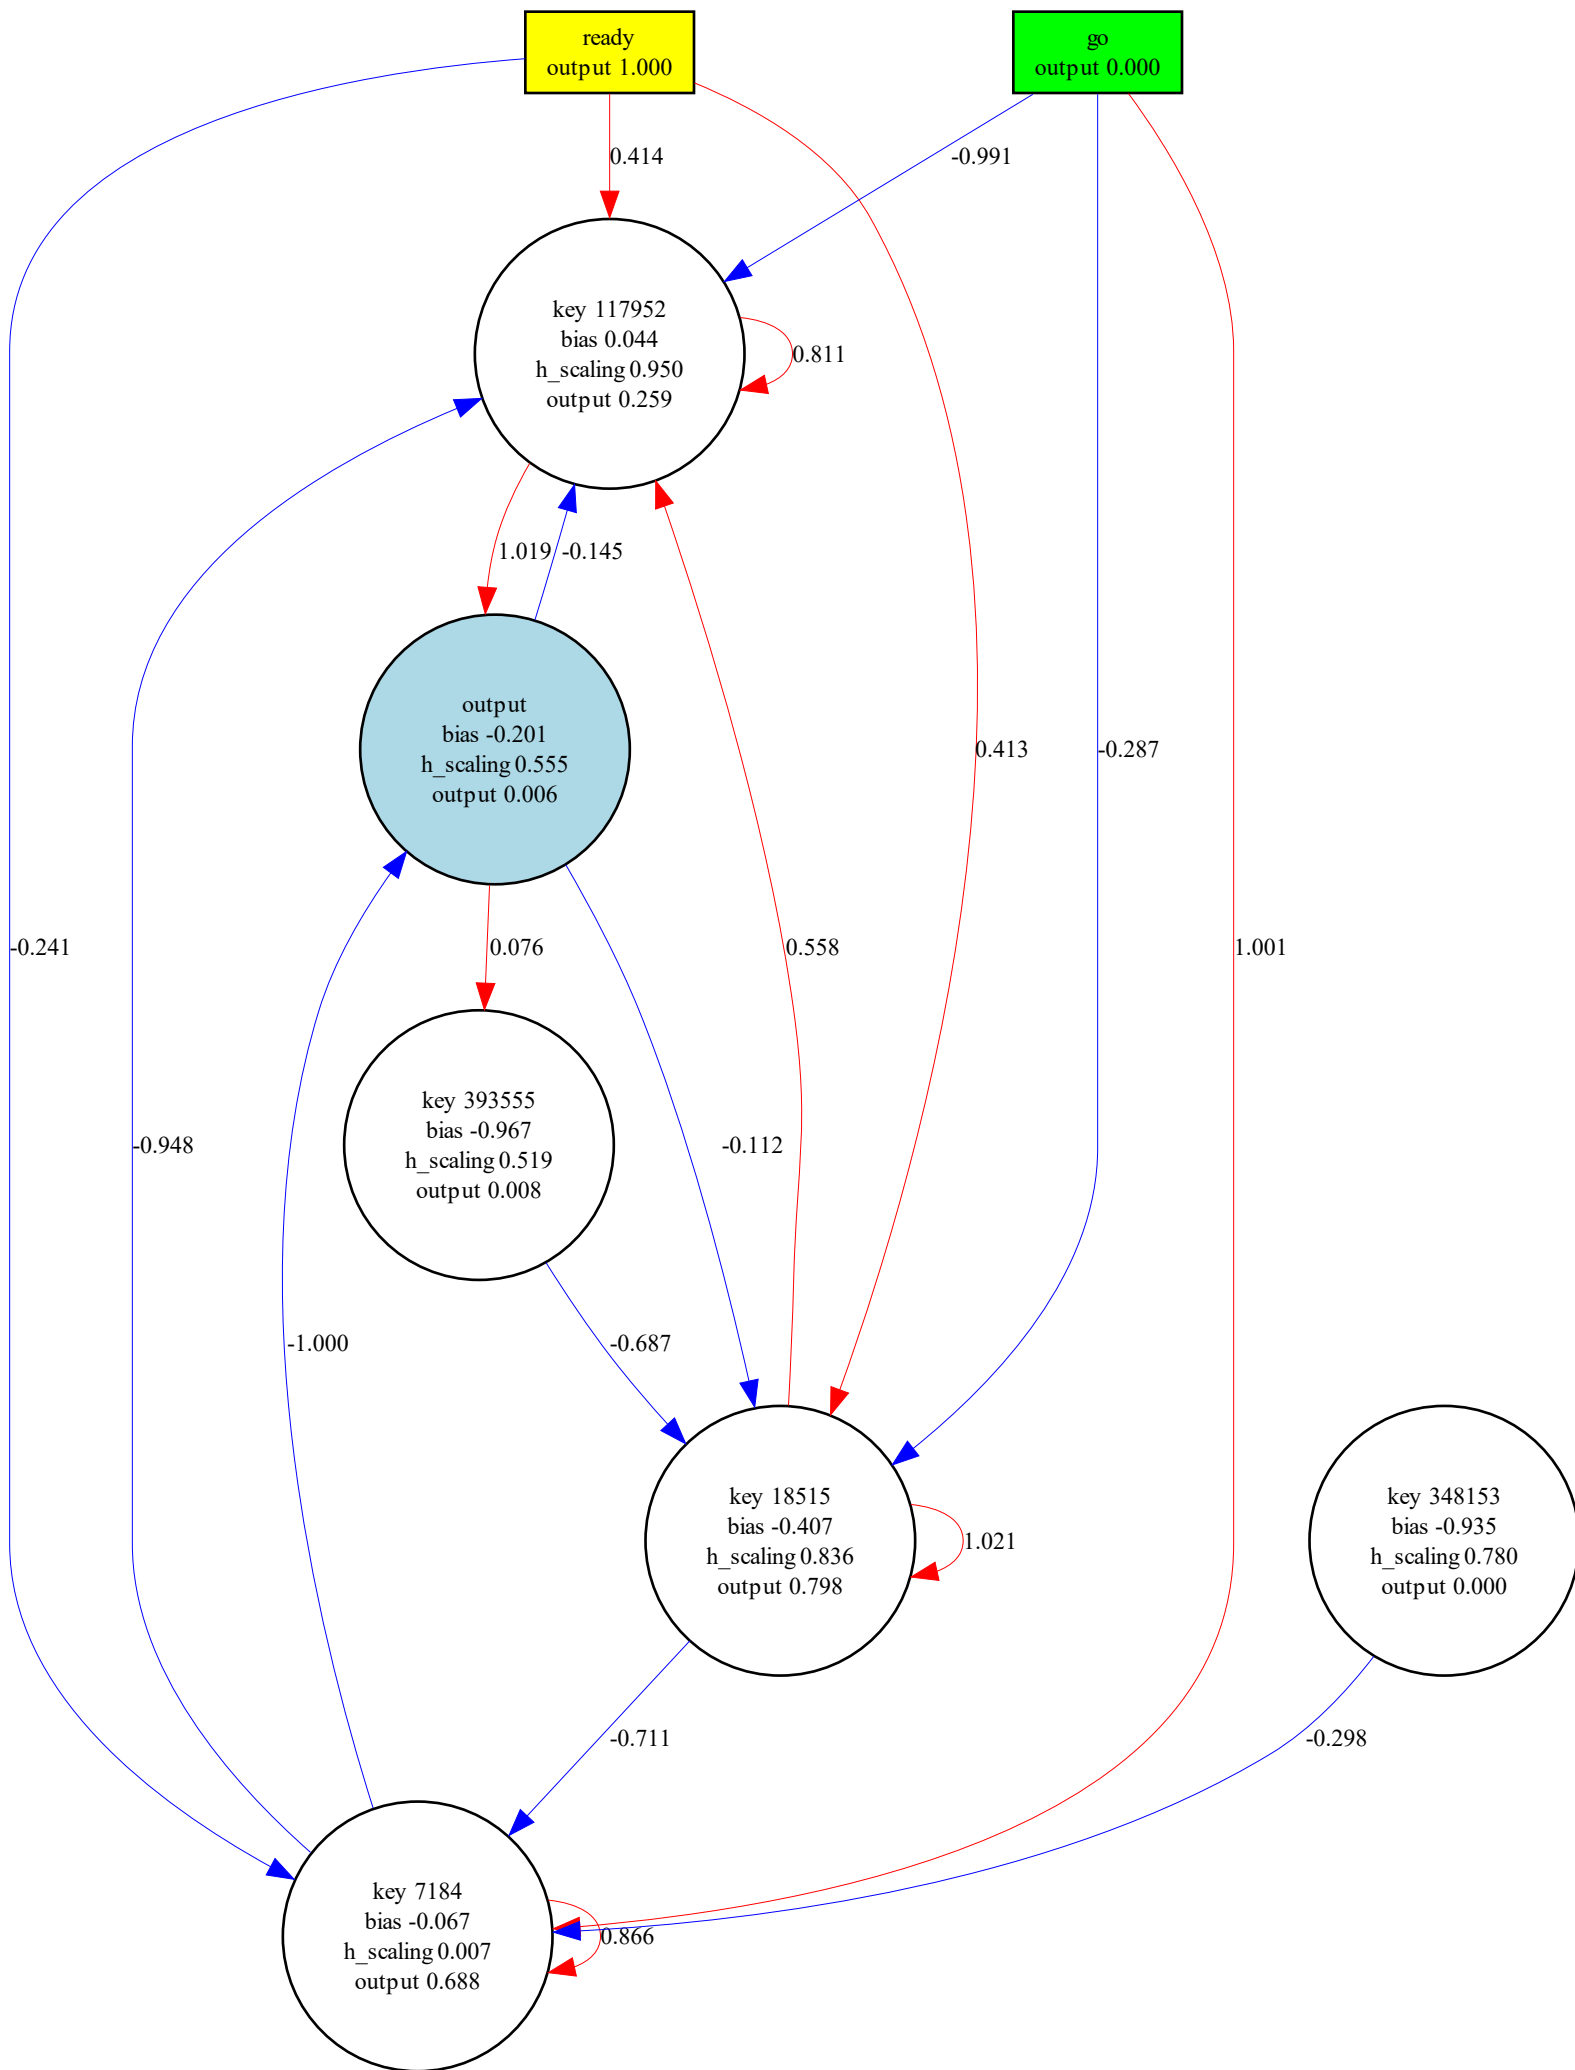 ready
output 1.000
go
output 0.000
0.414
-0.991
key 117952
bias 0.044
h_scaling 0.950
output 0.259
0.811
1.019
-0.145
output
bias -0.201
h_scaling 0.555
output 0.006
0.413
-0.287
-0.241
0.076
0.558
1.001
key 393555
bias -0.967
h_scaling 0.519
output 0.008
-0.948
-0.112
-1.000
-0.687
key 18515
bias -0.407
h_scaling 0.836
output 0.798
1.021
key 348153
bias -0.935
h_scaling 0.780
output 0.000
-0.711
-0.298
key 7184
bias -0.067
h_scaling 0.007
output 0.688
0.866